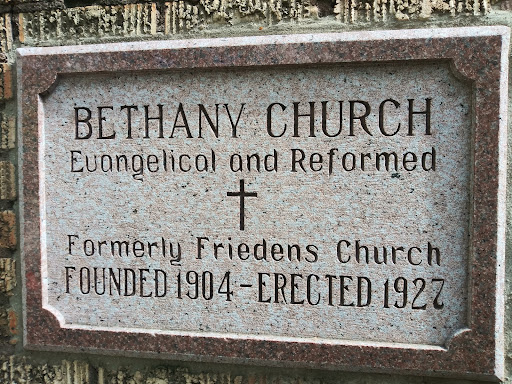 BETHANY CHURCH
Evangelical and Reformed
Formerly Friedens Church
FOUNDED 1904 - ERECTED 1927